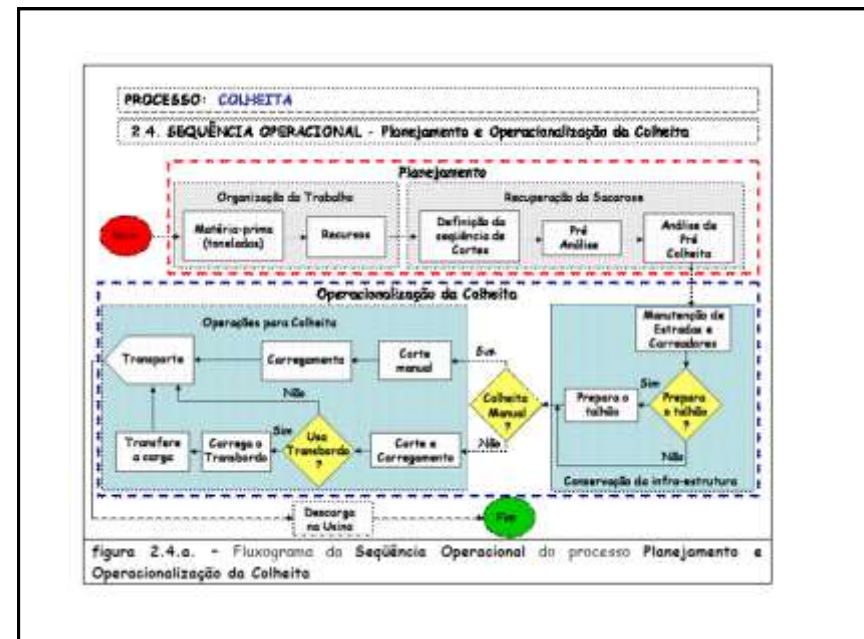 PROCESSO: COLHEITA
2.4. SEQUÊNCIA OPERACIONAL - Planejamento e Operacionalização da Colheita
Planejamento
Organização do Trabalho
Recuperação da Sacarose
Matéria-prima
(toneladas)
Recursos
Definição da
seqüência de
Cortes
Pré
Análise
Análise de
Pré
Colheita
Operacionalização da Colheita
Operações para Colheita
Manutenção de
Estradas e
Carreadores
Transporte
Carregamento
Corte
manual
Sim
Colheita
Manual
?
Prepara o
talhão
Sim
Prepara
o talhão
?
Não
Não
Transfere
a carga
Carrega o
Transbordo
Sim
Usa
Transbordo
?
Corte e
Carregamento
Não
Conservação da infra-estrutura
Descarga
na Usina
Fim
figura 2.4.a. - Fluxograma da Seqüência Operacional do processo Planejamento e
Operacionalização da Colheita